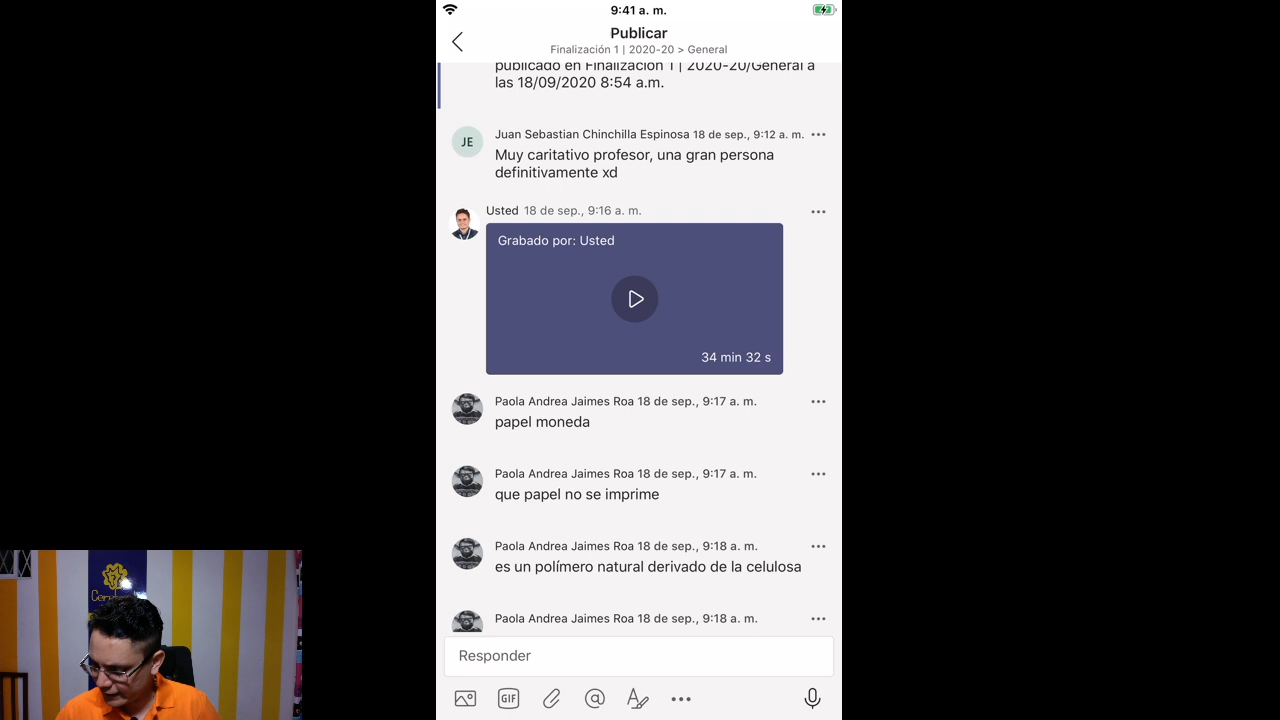 9:41 a. m.
Publicar
Finalización 1 | 2020-20 > General
publicado en Finalización 1 | 2020-20/General a
las 18/09/2020 8:54 a.m.
JE
Juan Sebastian Chinchilla Espinosa 18 de sep., 9:12 a. m.
Muy caritativo profesor, una gran persona
definitivamente xd
Usted 18 de sep., 9:16 a. m.
Grabado por: Usted
34 min 32 s
Paola Andrea Jaimes Roa 18 de sep., 9:17 a. m.
papel moneda
Paola Andrea Jaimes Roa 18 de sep., 9:17 a. m.
que papel no se imprime
Paola Andrea Jaimes Roa 18 de sep., 9:18 a. m.
es un polímero natural derivado de la celulosa
Paola Andrea Jaimes Roa 18 de sep., 9:18 a. m.
Responder
GIF